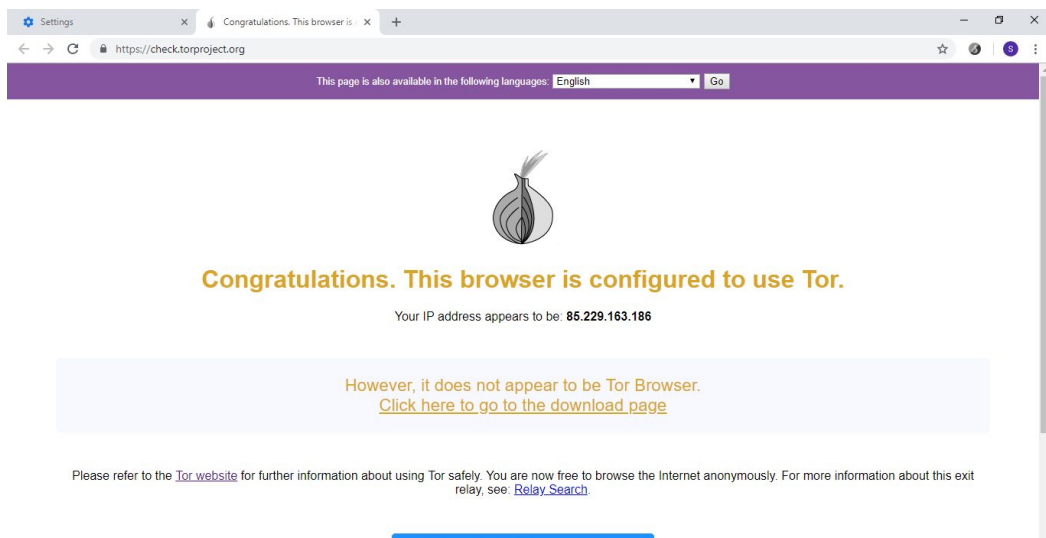 Settings
Congratulations. This browser is
https://check.torproject.org
S
This page is also available in the following languages: English Go
Congratulations. This browser is configured to use Tor.
Your IP address appears to be: 85.229.163.186
However, it does not appear to be Tor Browser.
Click here to go to the download page
Please refer to the Tor website for further information about using Tor safely. You are now free to browse the Internet anonymously. For more information about this exit
relay, see: Relay Search.